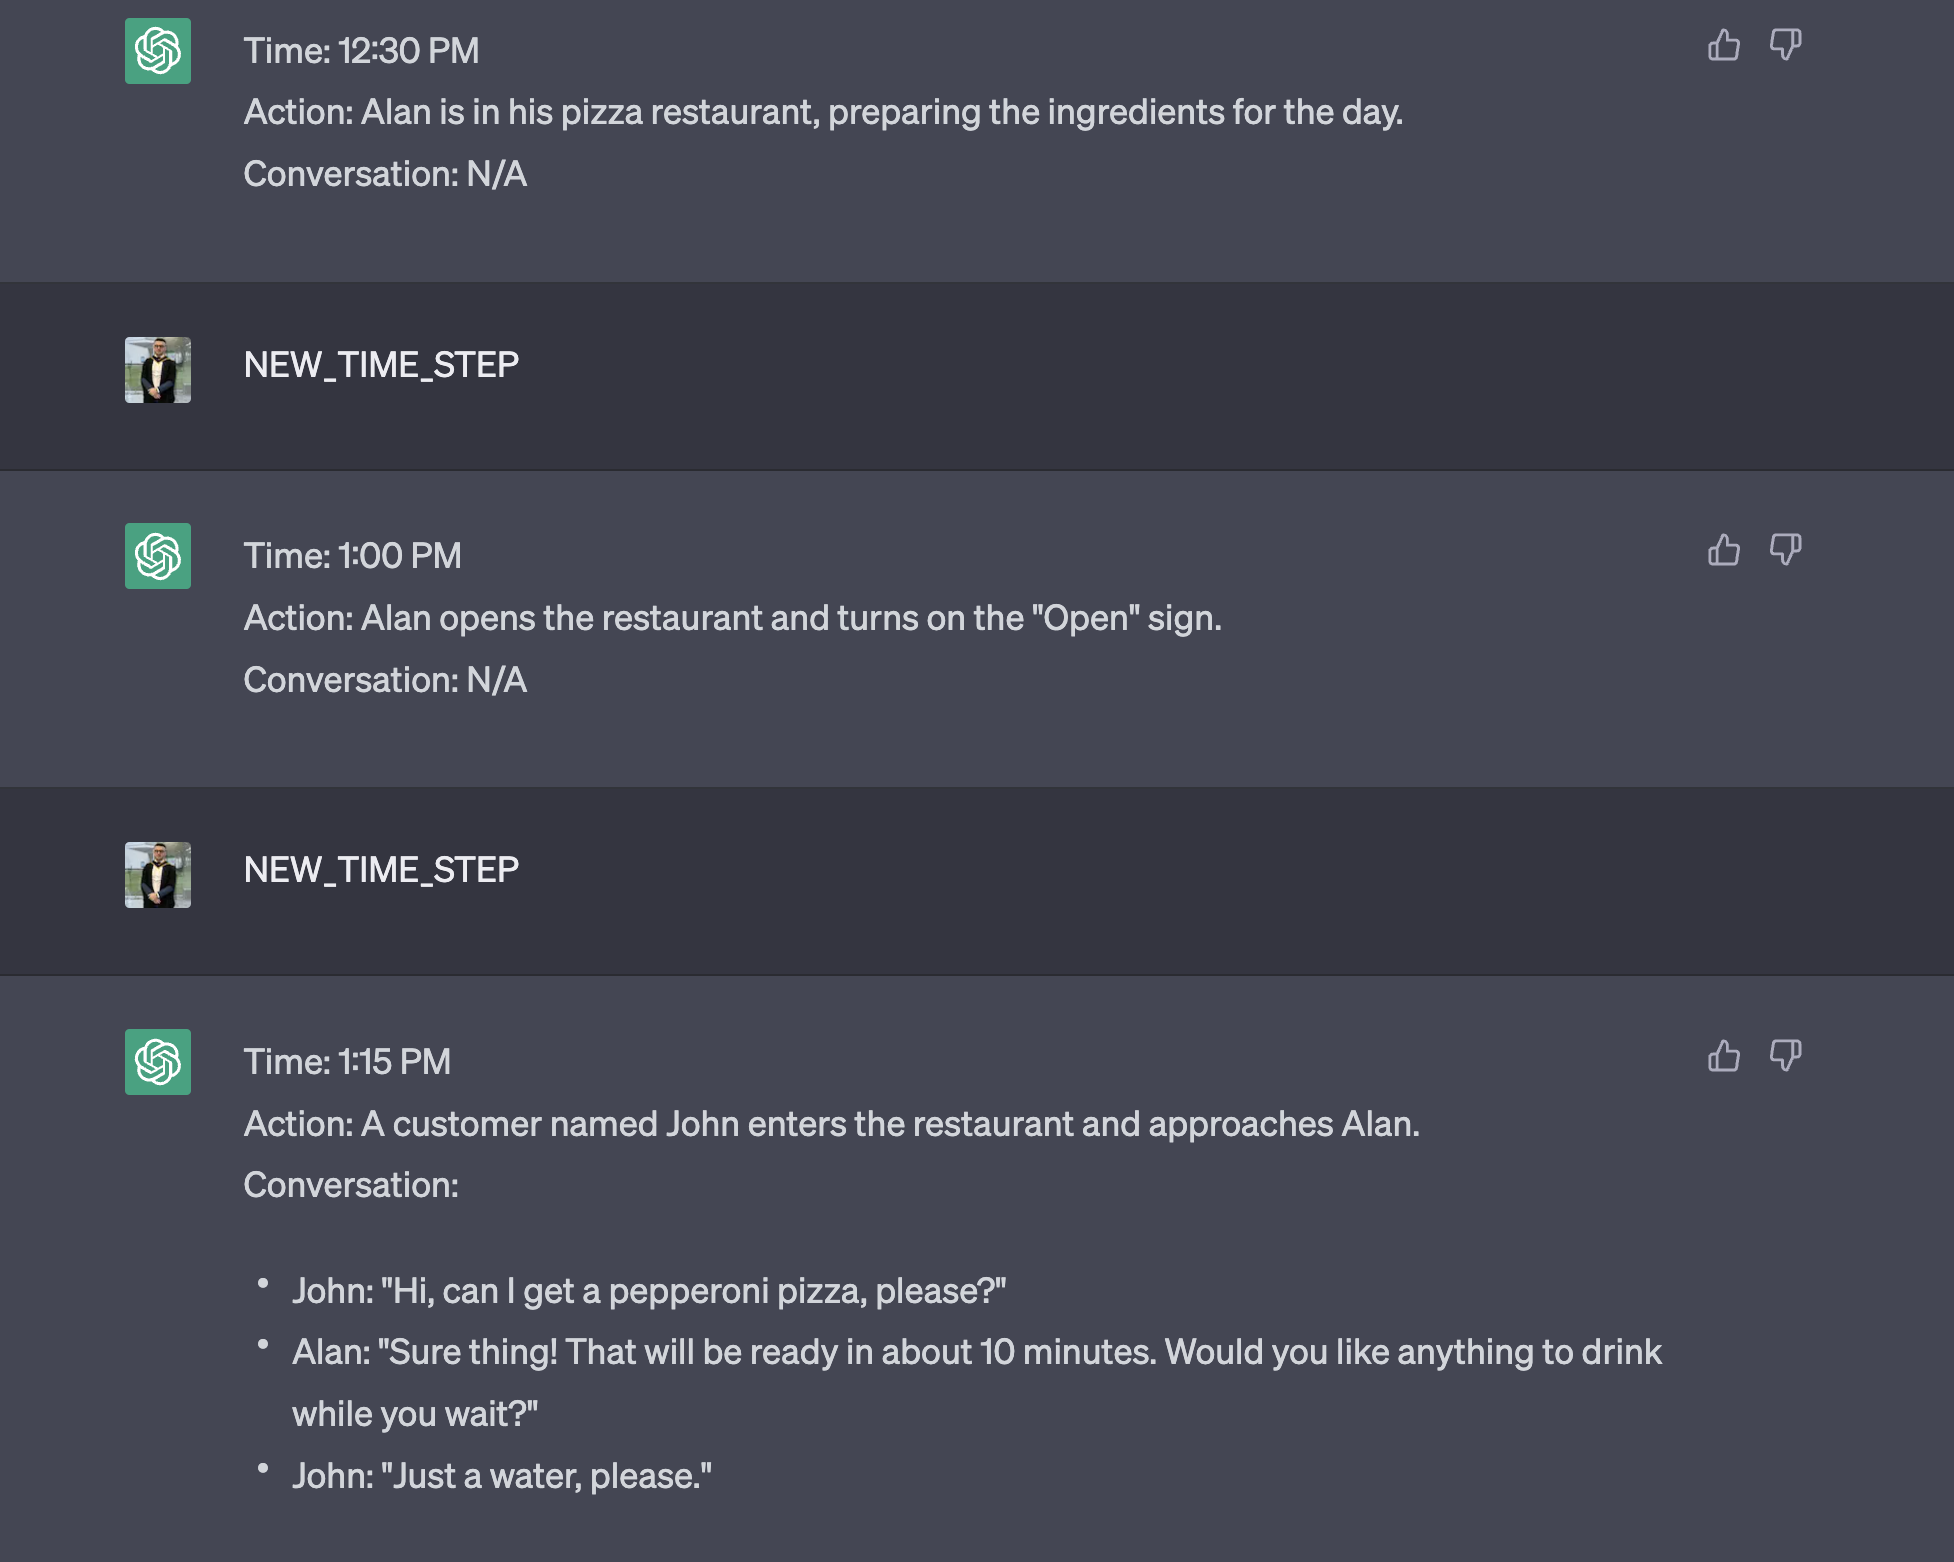 Time: 12:30 PM
Action: Alan is in his pizza restaurant, preparing the ingredients for the day.
Conversation: N/A
NEW_TIME_STEP
Time: 1:00 PM
Action: Alan opens the restaurant and turns on the "Open" sign.
Conversation: N/A
NEW_TIME_STEP
Time: 1:15 PM
Action: A customer named John enters the restaurant and approaches Alan.
Conversation:
• John: "Hi, can I get a pepperoni pizza, please?"
• Alan: "Sure thing! That will be ready in about 10 minutes. Would you like anything to drink
while you wait?"
• John: "Just a water, please."